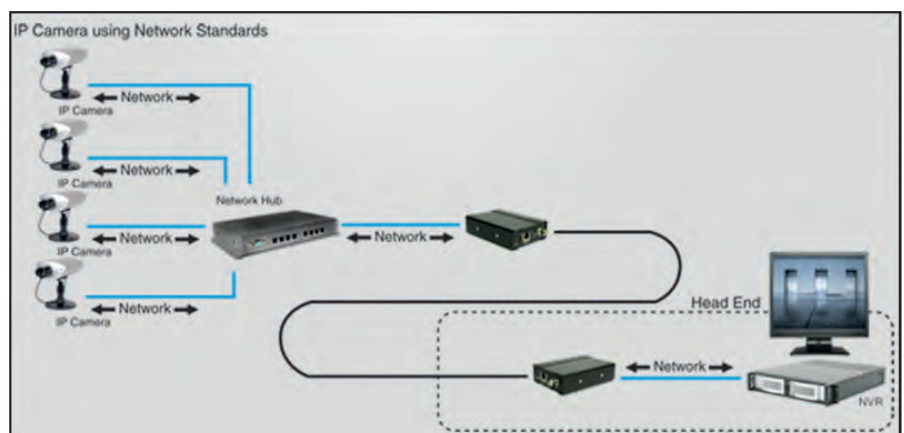 IP Camera using Network Standards
Network
IP Camera
Network
IP Camera
Network Hub
Network
IP Camera
Network
Network
IP Camera
Head End
Network
NVR